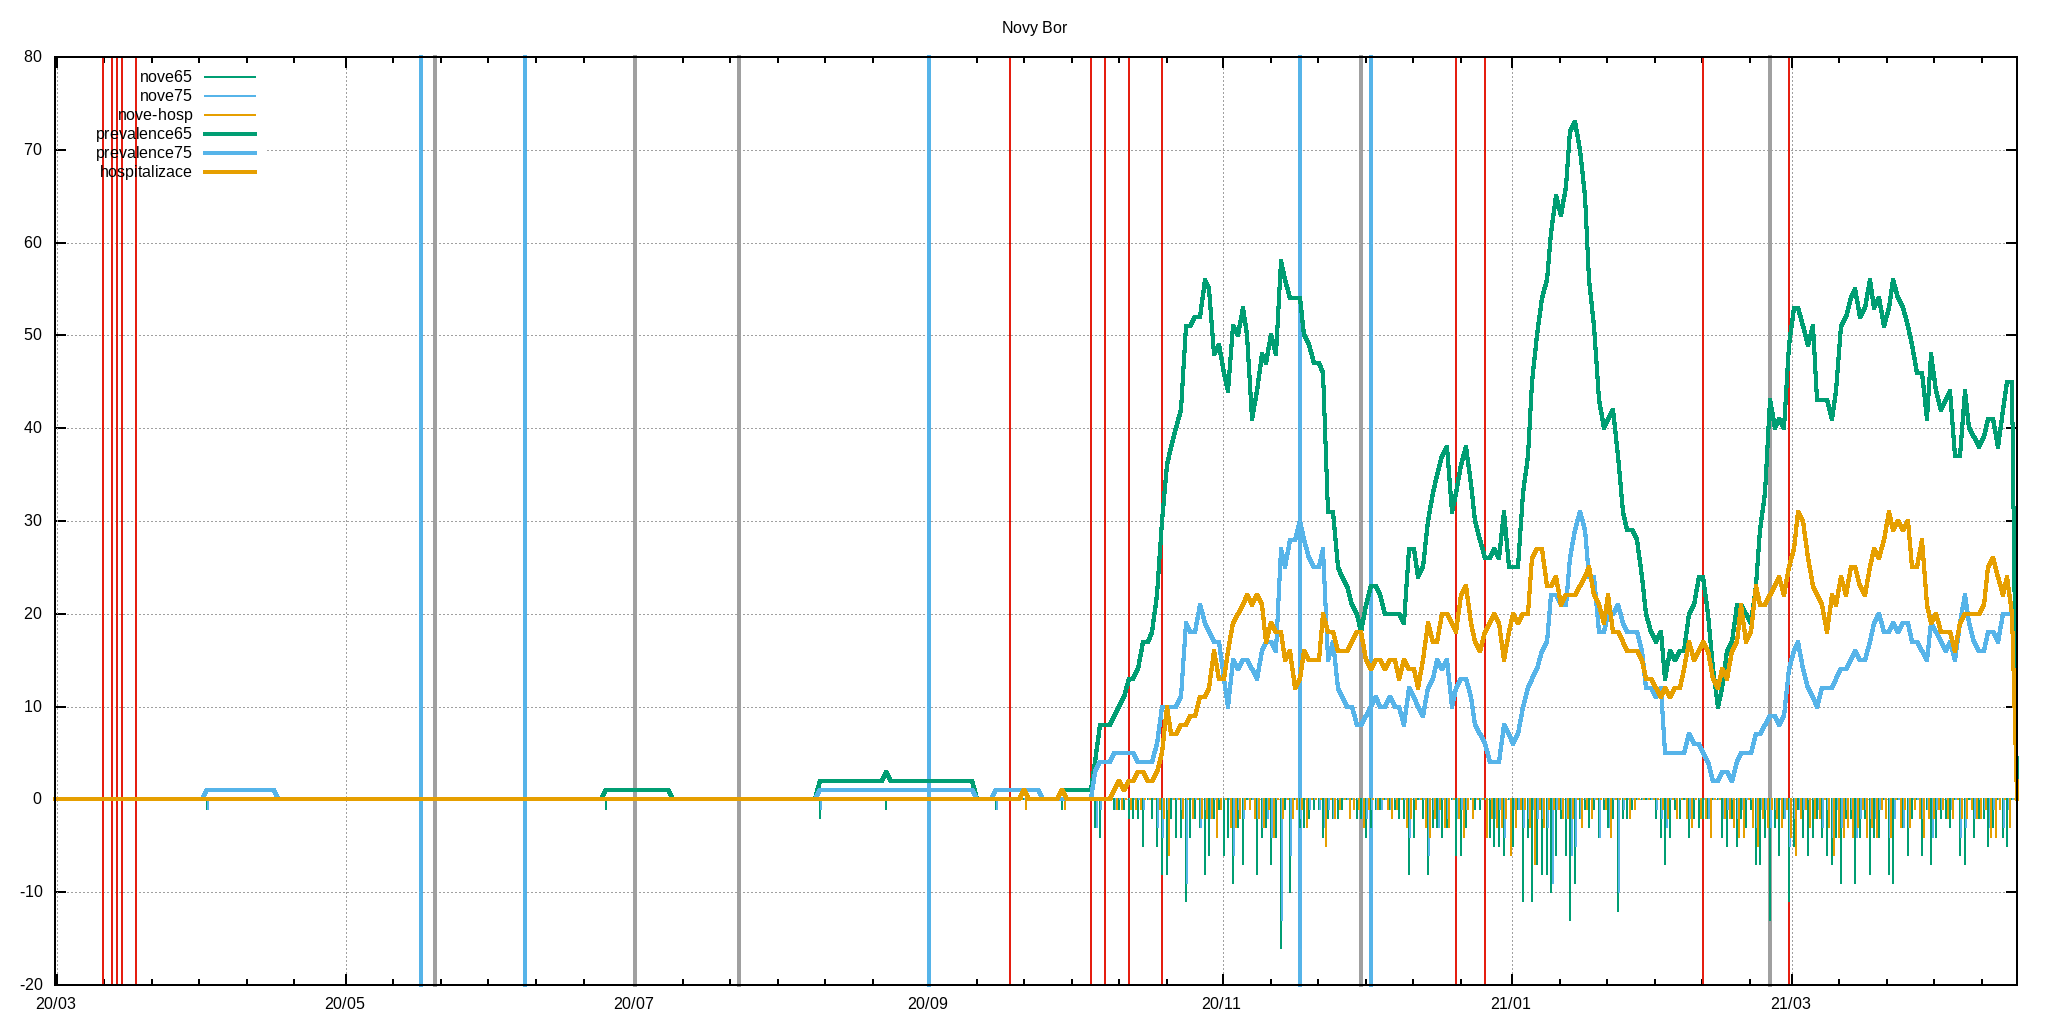 Novy Bor
80
70
60
50
40
30
20
10
0
-10
-20
nove65
nove75
nove-hosp
prevalence65
prevalence75
hospitalizace
20/03 20/05 20/07 20/09 20/11 21/01 21/03